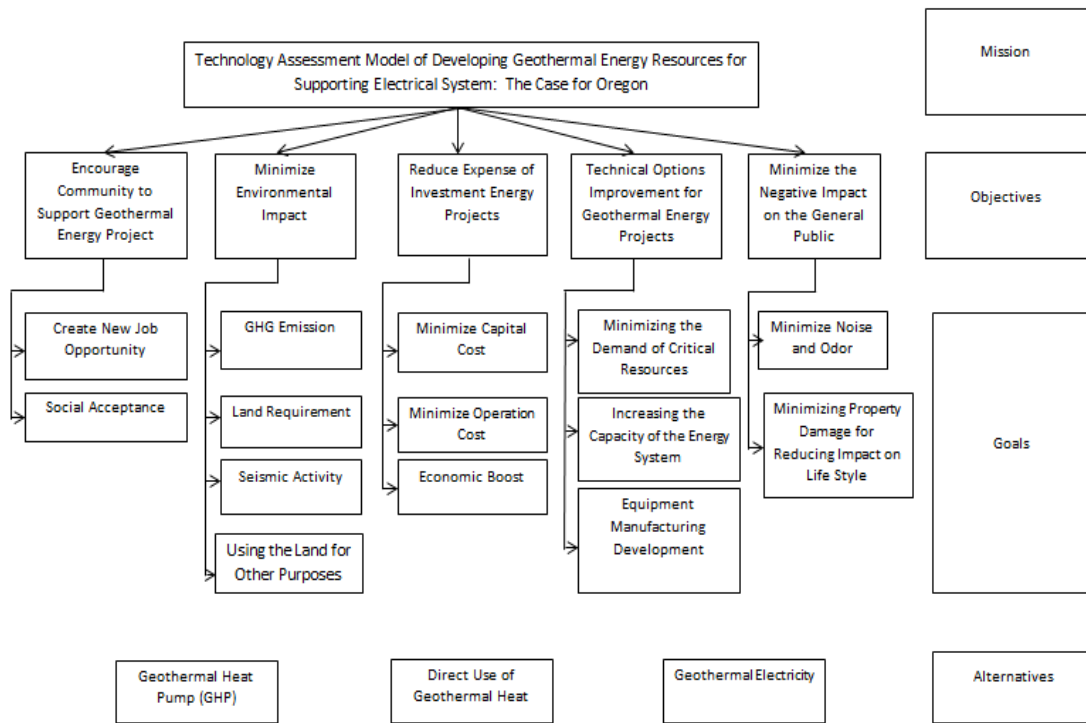 Technology Assessment Model of Developing Geothermal Energy Resources for
Supporting Electrical System: The Case for Oregon
Mission
Encourage
Community to
Support Geothermal
Energy Project
Minimize
Environmental
Impact
Reduce Expense of
Investment Energy
Projects
Technical Options
Improvement for
Geothermal Energy
Projects
Minimize the
Negative Impact
on the General
Public
Objectives
Create New Job
Opportunity
Social Acceptance
GHG Emission
Land Requirement
Seismic Activity
Using the Land for
Other Purposes
Minimize Capital
Cost
Minimize Operation
Cost
Economic Boost
Minimizing the
Demand of Critical
Resources
Increasing the
Capacity of the Energy
System
Equipment
Manufacturing
Development
Minimize Noise
and Odor
Minimizing Property
Damage for
Reducing Impact on
Life Style
Goals
Geothermal Heat
Pump (GHP)
Direct Use of
Geothermal Heat
Geothermal Electricity
Alternatives